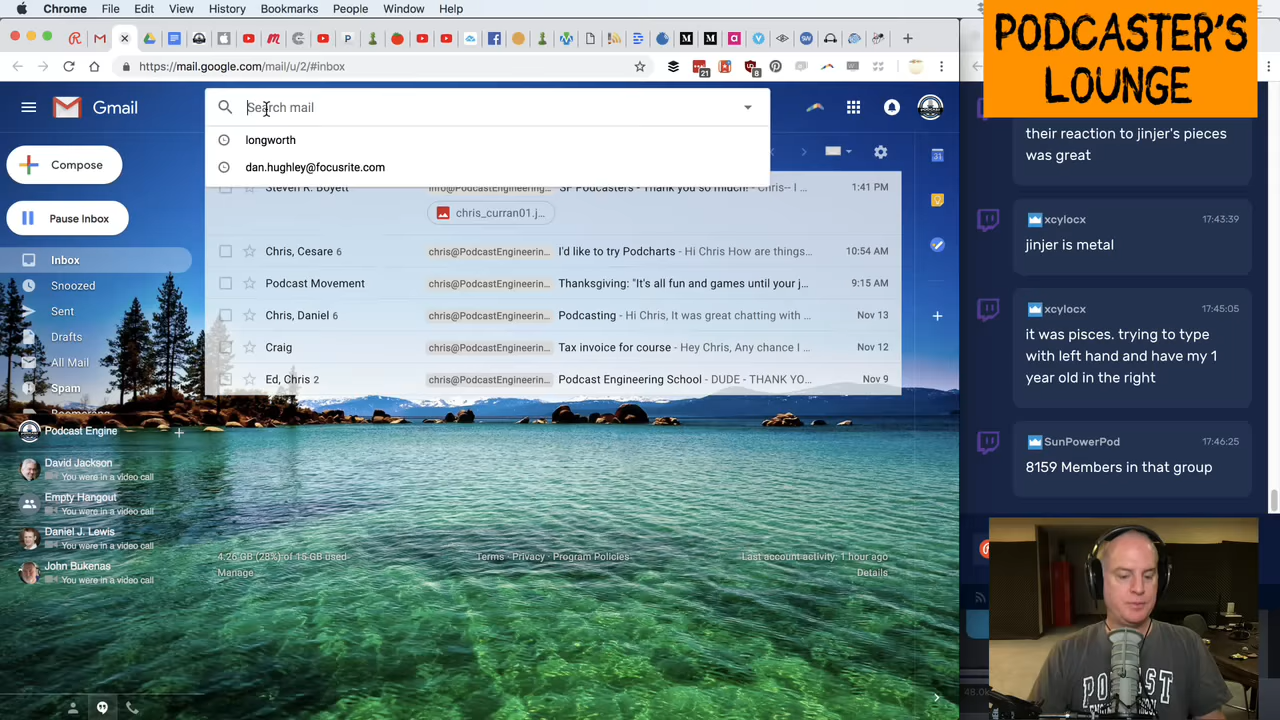 Chrome File Edit View History Bookmarks People Window Help
PODCASTER'S
LOUNGE
https://mail.google.com/mail/u/2/#inbox
21
8
Gmail
Search mail
longworth
dan.hughley@focusrite.com
Compose
Pause Inbox
Inbox
Snoozed
Sent
Drafts
All Mail
Spam
Boomerang
Steven R. Boyett info@PodcastEngineerin... SF Podcasters - Thank you so much! - Chris-- I ... 1:41 PM
chris_curran01.j...
Chris, Cesare 6 chris@PodcastEngineerin... I'd like to try Podcharts - Hi Chris How are things... 10:54 AM
Podcast Movement chris@PodcastEngineerin... Thanksgiving: "It's all fun and games until your j... 9:15 AM
Chris, Daniel 6 chris@PodcastEngineerin... Podcasting - Hi Chris, It was great chatting with ... Nov 13
Craig chris@PodcastEngineerin... Tax invoice for course - Hey Chris, Any chance I ... Nov 12
Ed, Chris 2 chris@PodcastEngineerin... Podcast Engineering School - DUDE - THANK YO... Nov 9
Podcast Engine
David Jackson
You were in a video call
Empty Hangout
You were in a video call
Daniel J. Lewis
You were in a video call
John Bukenas
You were in a video call
4.26 GB (28%) of 15 GB used
Manage
Terms · Privacy · Program Policies
Last account activity: 1 hour ago
Details
their reaction to jinjer's pieces
was great
xcylocx 17:43:39
jinjer is metal
xcylocx 17:45:05
it was pisces. trying to type
with left hand and have my 1
year old in the right
SunPowerPod 17:46:25
8159 Members in that group
48.0k
PODCAST